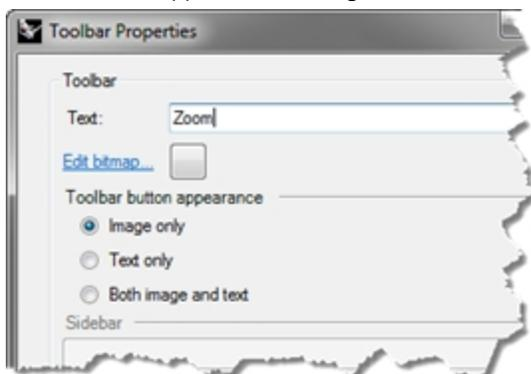 Toolbar Properties
Toolbar
Text: Zoom
Edit bitmap...
Toolbar button appearance
Image only
Text only
Both image and text
Sidebar